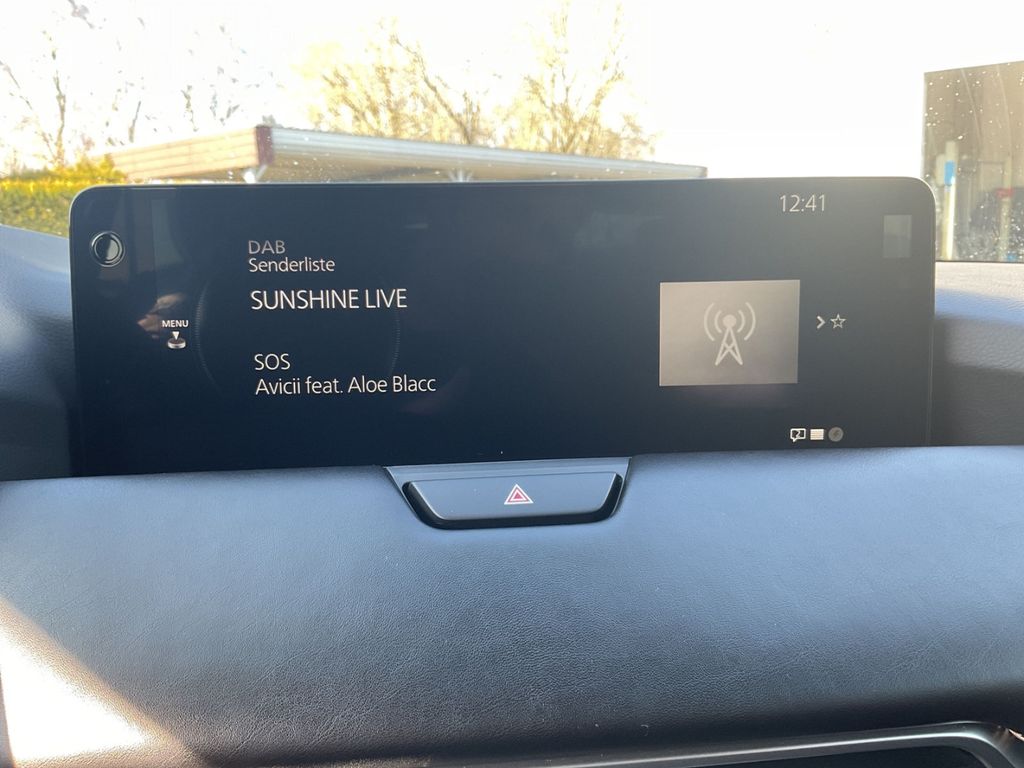 12:41
DAB
Senderliste
SUNSHINE LIVE
MENU
SOS
Avicii feat. Aloe Blacc